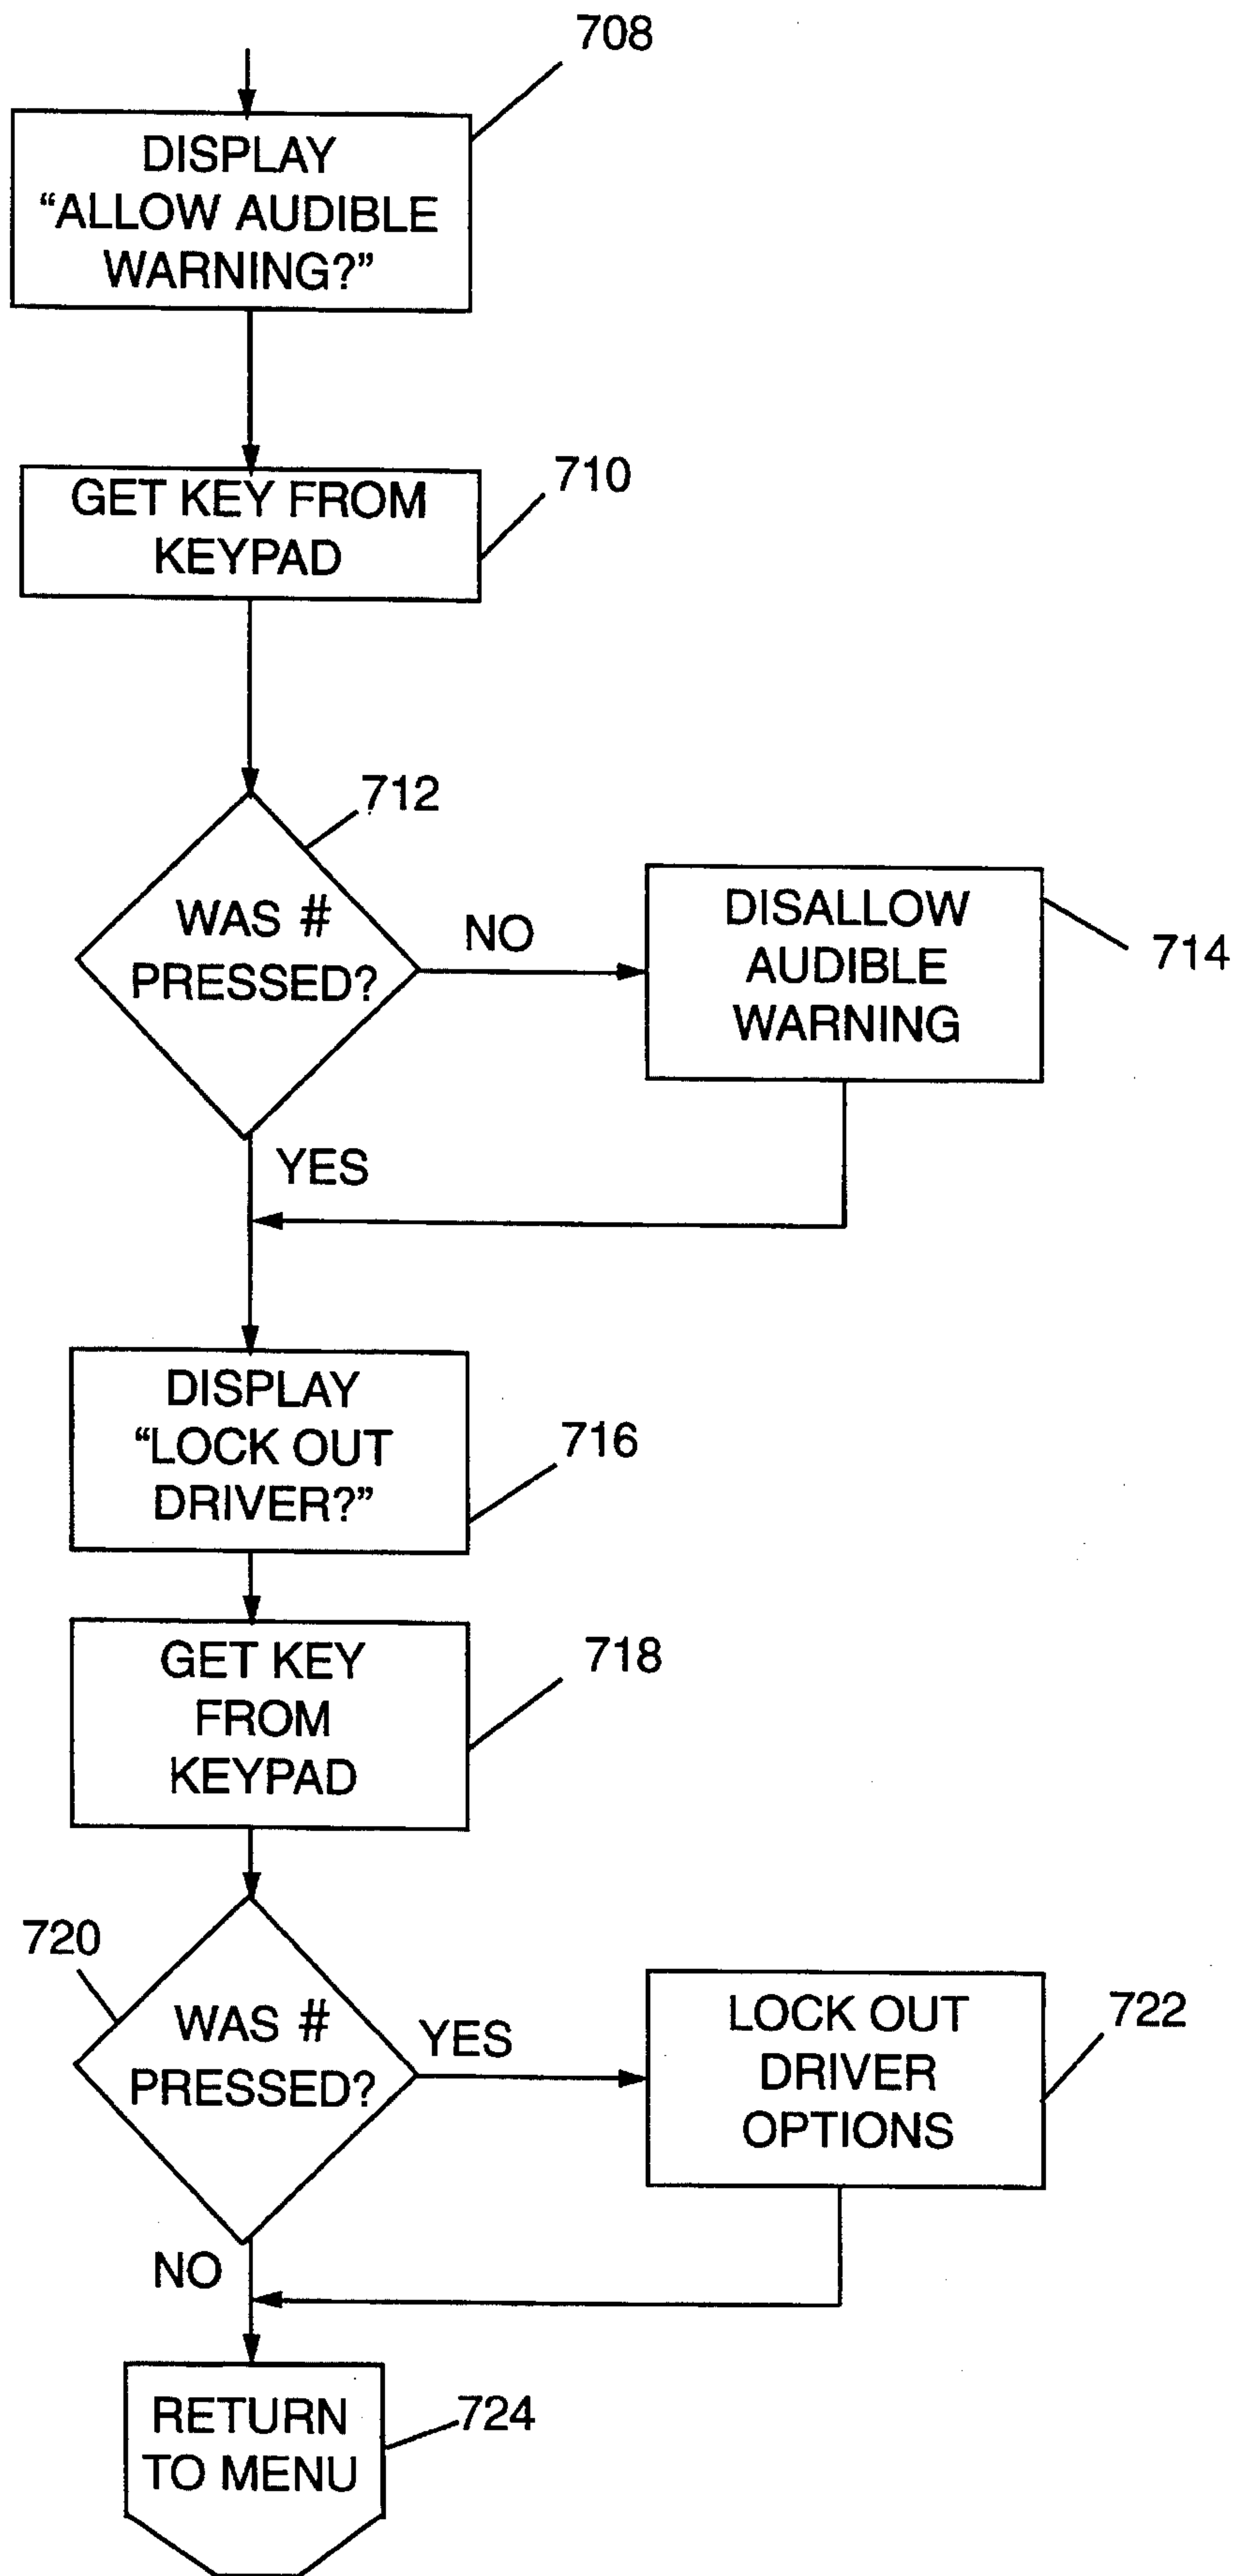 708
DISPLAY
“ALLOW AUDIBLE
WARNING?”
710
GET KEY FROM
KEYPAD
712
WAS #
PRESSED?
NO
DISALLOW
AUDIBLE
WARNING
714
YES
DISPLAY
“LOCK OUT
DRIVER?”
716
GET KEY
FROM
KEYPAD
718
720
WAS #
PRESSED?
YES
LOCK OUT
DRIVER
OPTIONS
722
NO
RETURN
TO MENU
724